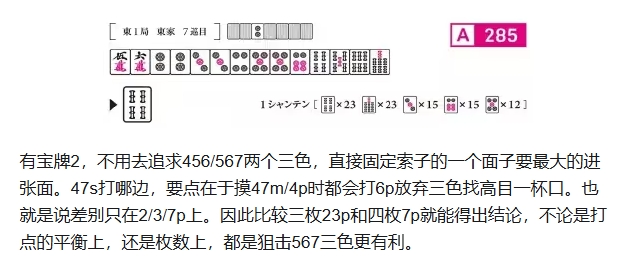 東1局 東家 7巡目
A 285
伍萬 六萬
1シャンテン [ ×23 ×23 ×15 ×15 ×12 ]
有宝牌2，不用去追求456/567两个三色，直接固定索子的一个面子要最大的进
张面。47s打哪边，要点在于摸47m/4p时都会打6p放弃三色找高目一杯口。也
就是说差别只在2/3/7p上。因此比较三枚23p和四枚7p就能得出结论，不论是打
点的平衡上，还是枚数上，都是狙击567三色更有利。